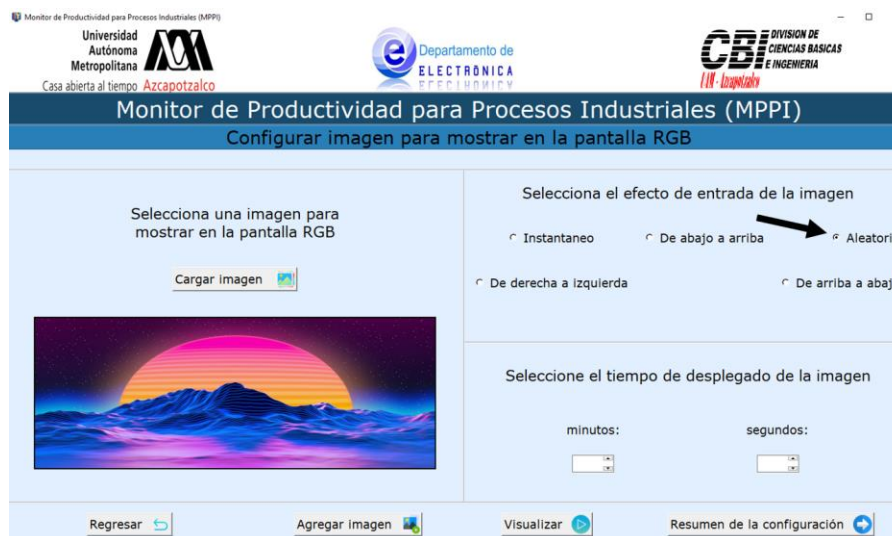 Monitor de Productividad para Procesos Industriales (MPPI)
Universidad
Autónoma
Metropolitana
Casa abierta al tiempo Azcapotzalco
e Departamento de
ELECTRÓNICA
CBI DIVISION DE
CIENCIAS BASICAS
E INGENIERIA
UAM - Azcapotzalco
Monitor de Productividad para Procesos Industriales (MPPI)
Configurar imagen para mostrar en la pantalla RGB
Selecciona una imagen para
mostrar en la pantalla RGB
Cargar imagen
Selecciona el efecto de entrada de la imagen
Instantaneo De abajo a arriba Aleatori
De derecha a izquierda De arriba a abaj
Seleccione el tiempo de desplegado de la imagen
minutos: segundos:
Regresar Agregar imagen Visualizar Resumen de la configuración